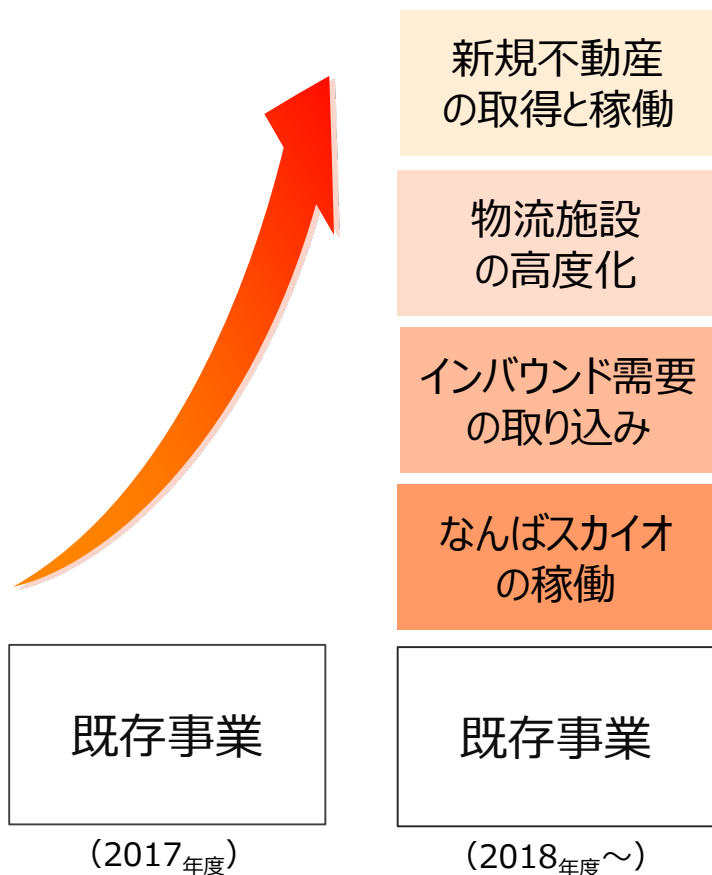 新規不動産
の取得と稼働
物流施設
の高度化
インバウンド需要
の取り込み
なんばスカイオ
の稼働
既存事業
既存事業
（2017年度）
（2018年度～）